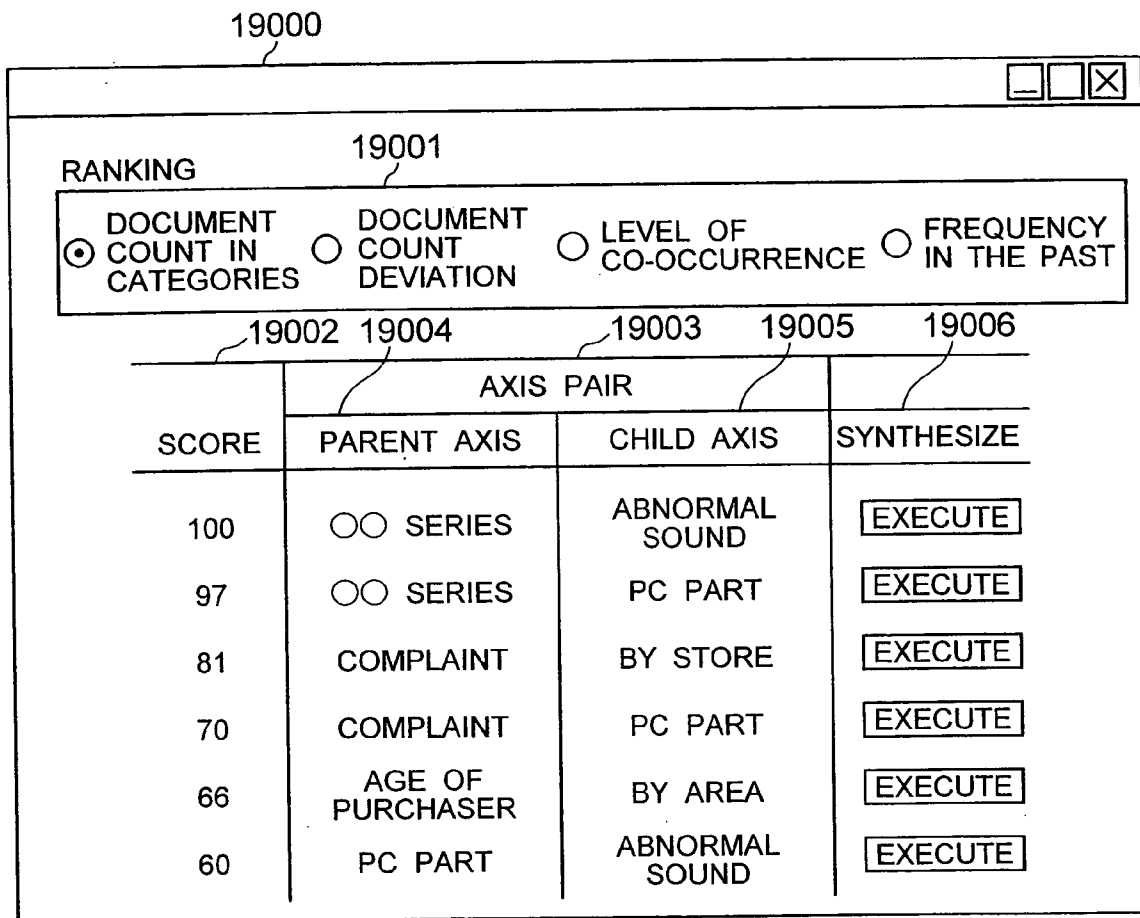 19000
RANKING
19001
DOCUMENT
COUNT IN
CATEGORIES
DOCUMENT
COUNT
DEVIATION
LEVEL OF
CO-OCCURRENCE
FREQUENCY
IN THE PAST
19002
19004
19003
19005
19006
AXIS PAIR
SCORE
PARENT AXIS
CHILD AXIS
SYNTHESIZE
100
○○ SERIES
ABNORMAL
SOUND
EXECUTE
97
○○ SERIES
PC PART
EXECUTE
81
COMPLAINT
BY STORE
EXECUTE
70
COMPLAINT
PC PART
EXECUTE
66
AGE OF
PURCHASER
BY AREA
EXECUTE
60
PC PART
ABNORMAL
SOUND
EXECUTE